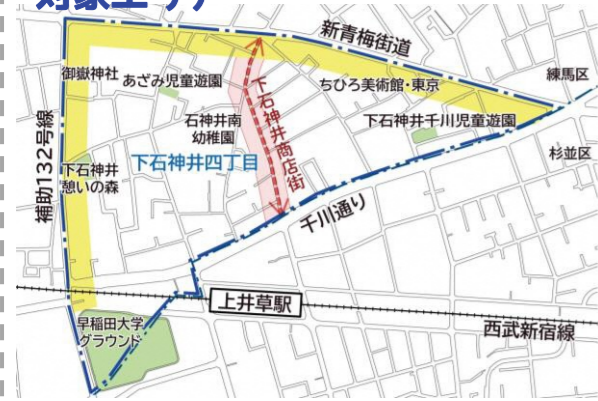 対象エリア
新青梅街道
御嶽神社
あざみ児童遊園
ちひろ美術館・東京
練馬区
石神井南
幼稚園
下石神井商店街
下石神井千川児童遊園
杉並区
補助132号線
下石神井
憩いの森
下石神井四丁目
千川通り
上井草駅
早稲田大学
グラウンド
西武新宿線